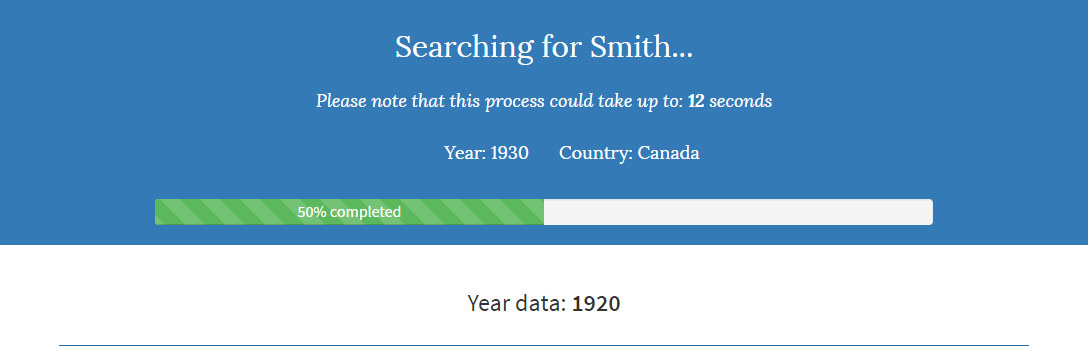 Searching for Smith...
Please note that this process could take up to: 12 seconds
Year: 1930 Country: Canada
50% completed
Year data: 1920